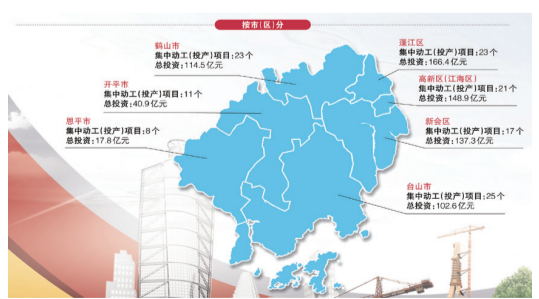 按市(区)分
鹤山市
集中动工(投产)项目:23个
总投资:114.5亿元
蓬江区
集中动工(投产)项目:23个
总投资:166.4亿元
高新区(江海区)
集中动工(投产)项目:21个
总投资:148.9亿元
开平市
集中动工(投产)项目:11个
总投资:40.9亿元
恩平市
集中动工(投产)项目:8个
总投资:17.8亿元
新会区
集中动工(投产)项目:17个
总投资:137.3亿元
台山市
集中动工(投产)项目:25个
总投资:102.6亿元